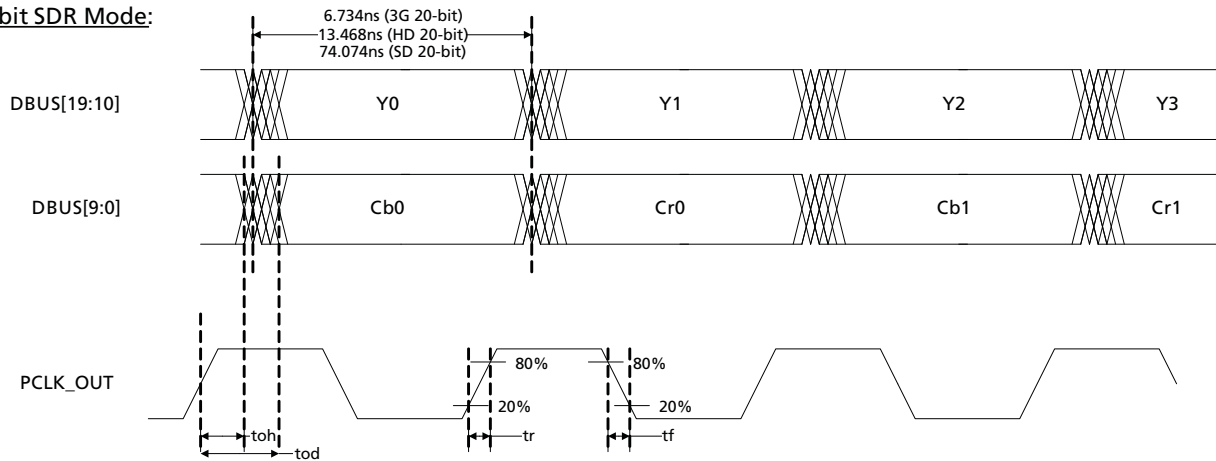 bit SDR Mode:
6.734ns (3G 20-bit)
13.468ns (HD 20-bit)
74.074ns (SD 20-bit)
DBUS[19:10]
Y0
Y1
Y2
Y3
DBUS[9:0]
Cb0
Cr0
Cb1
Cr1
PCLK_OUT
80%
80%
20%
20%
toh
tr
tf
tod